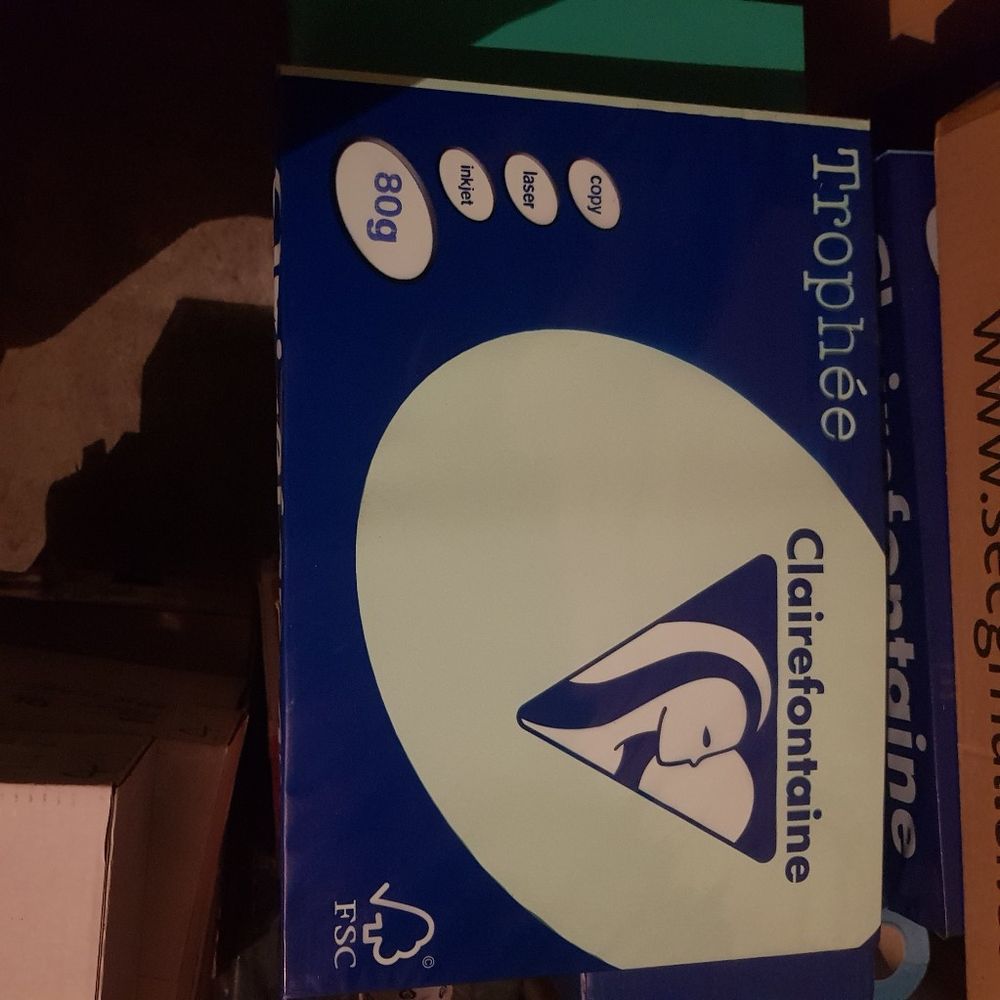 Trophée
copy
laser
inkjet
80g
Clairefontaine
FSC
©